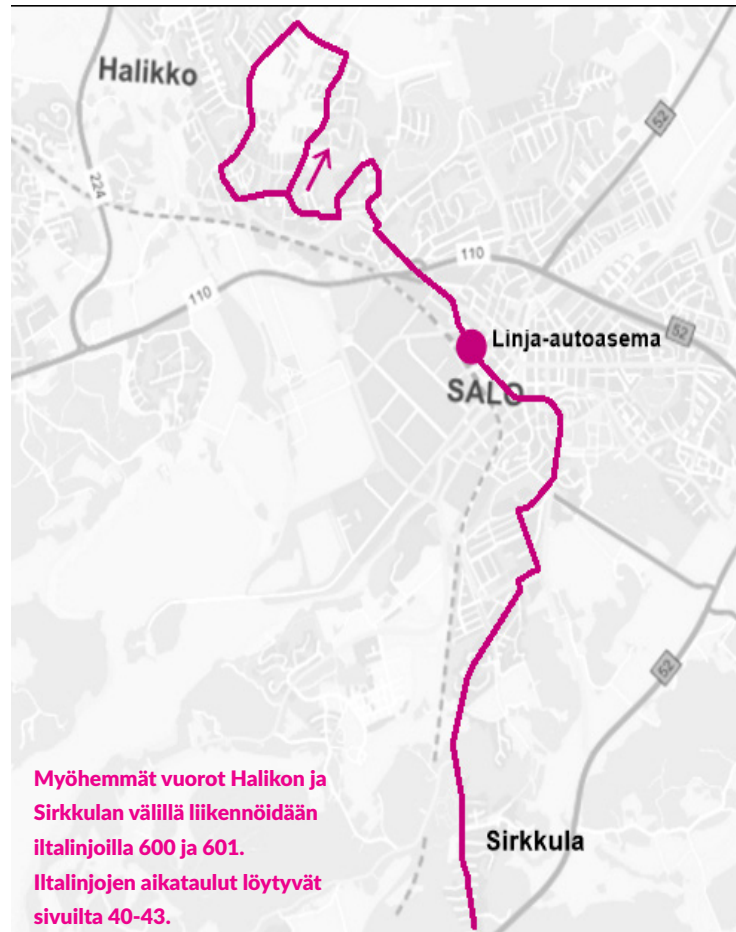 Halikko
52
224
110
110
52
Linja-autoasema
SALO
52
Myöhemmät vuorot Halikon ja
Sirkkulan välillä liikennöidään
iltalinjoilla 600 ja 601.
Iltalinjojen aikataulut löytyvät
sivuilta 40-43.
Sirkkula